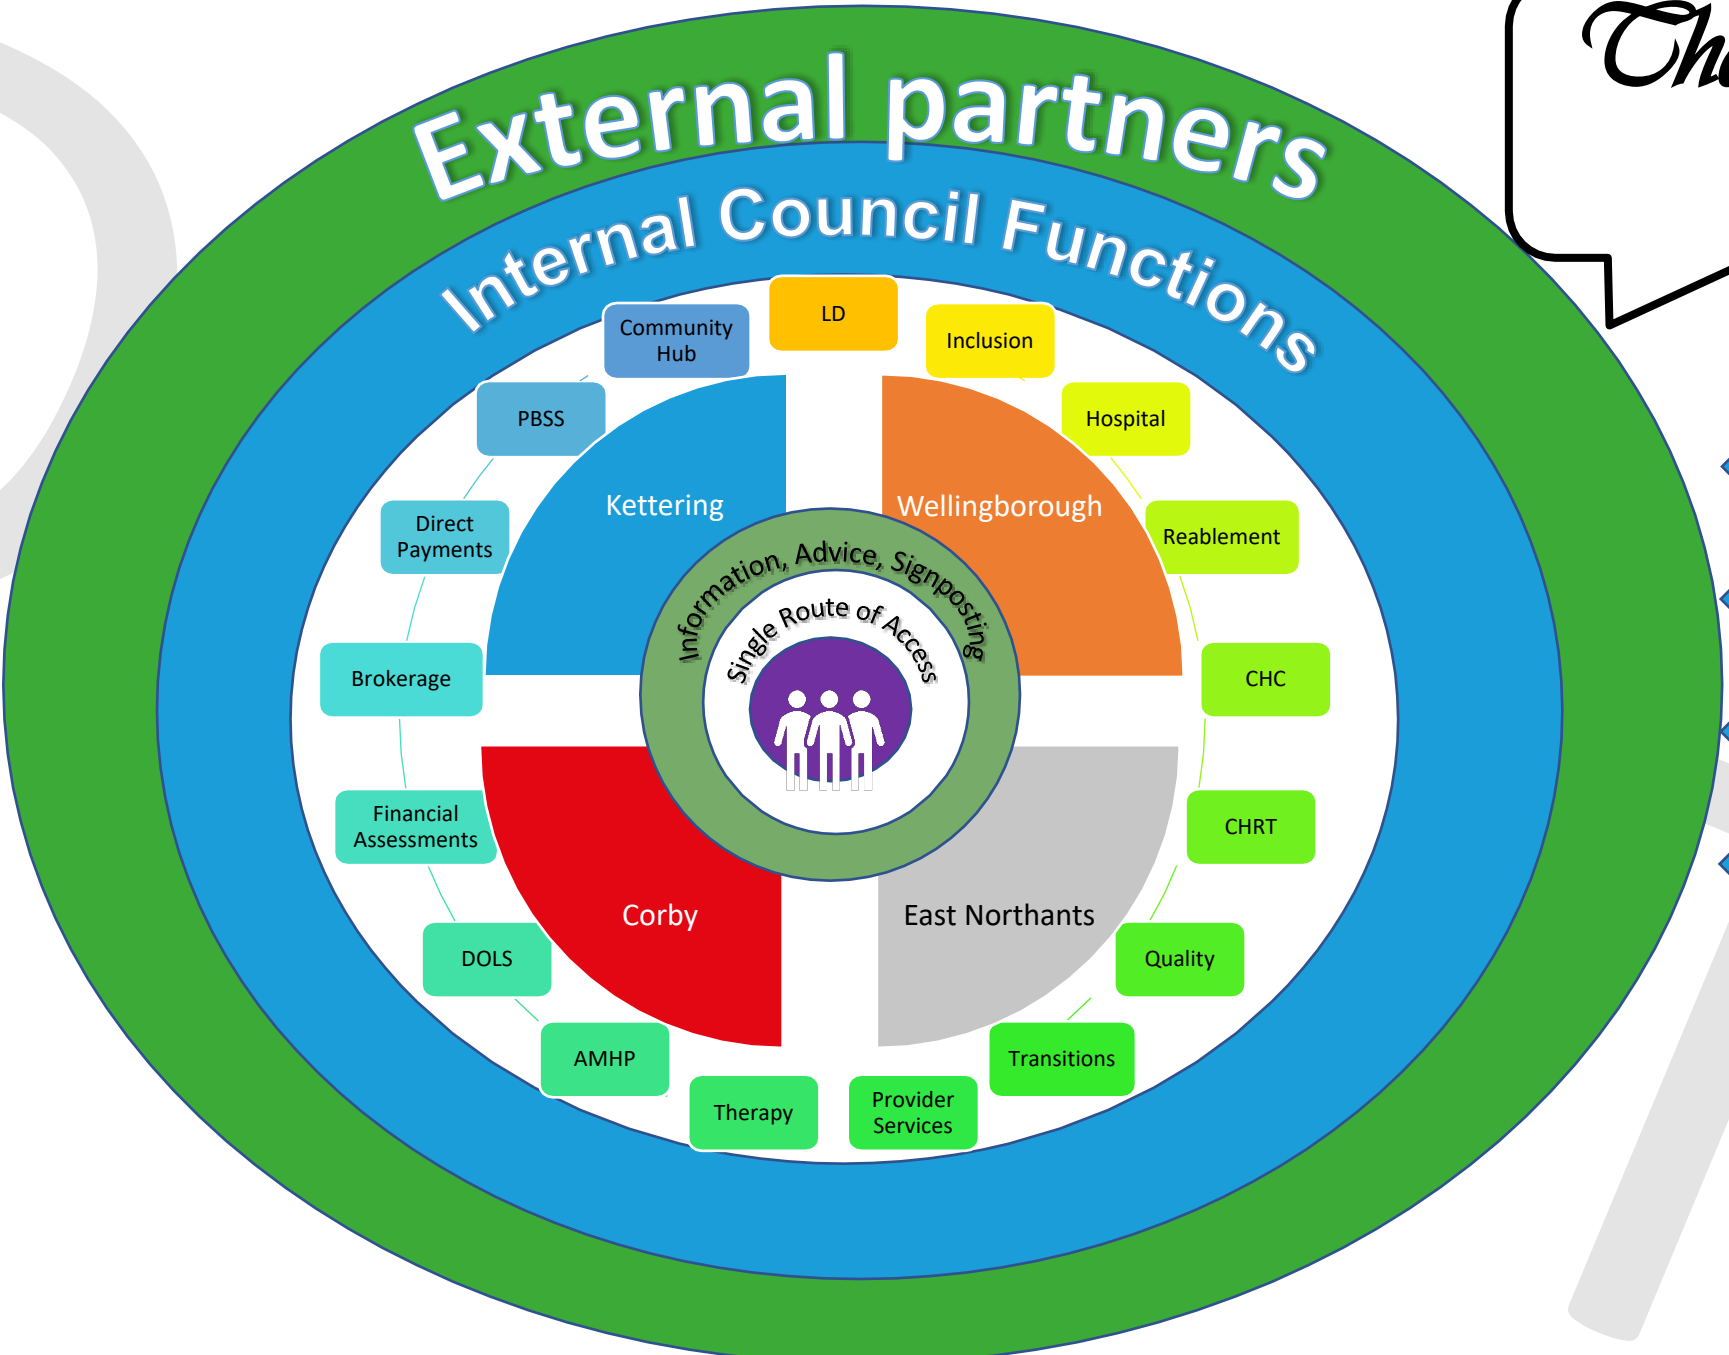 External partners
Internal Council Functions
LD
Inclusion
Hospital
Reablement
CHC
CHRT
Quality
Transitions
Provider
Services
Therapy
AMHP
DOLS
Financial
Assessments
Brokerage
Direct
Payments
PBSS
Community
Hub
Kettering
Wellingborough
Corby
East Northants
Information, Advice, Signposting
Single Route of Access